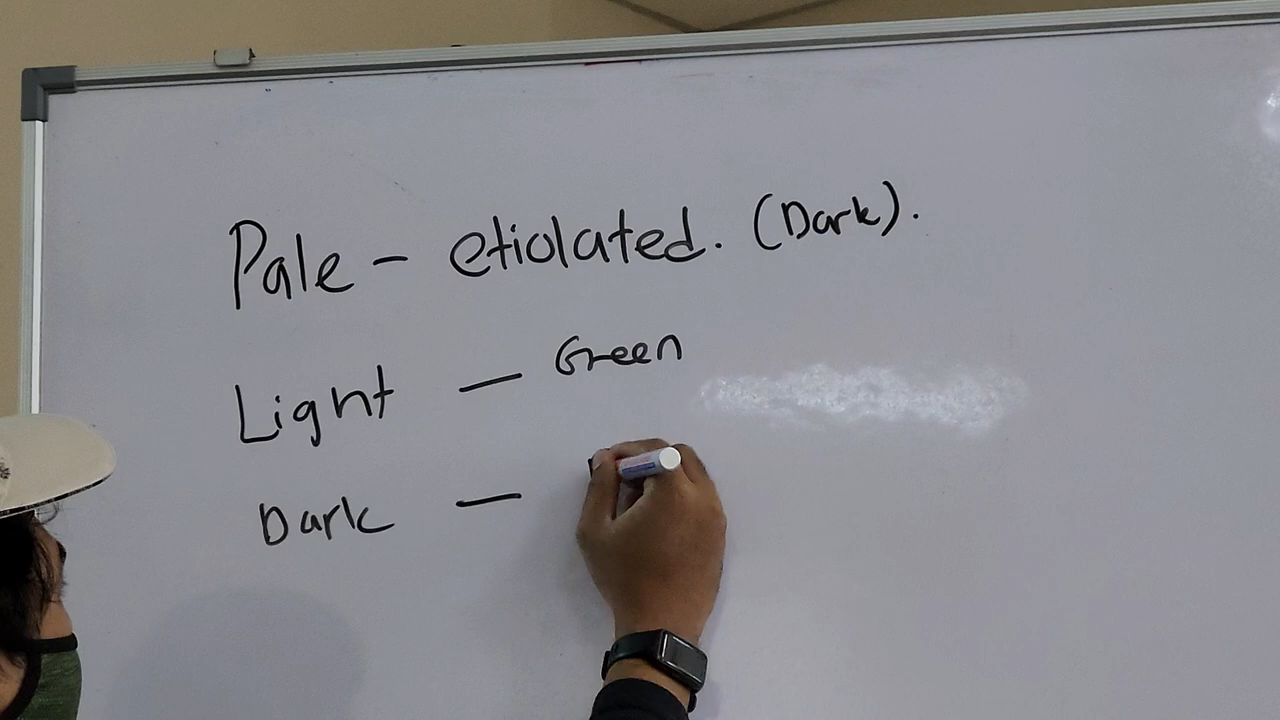 Pale - etiolated. (Dark).
Light — Green
Dark —